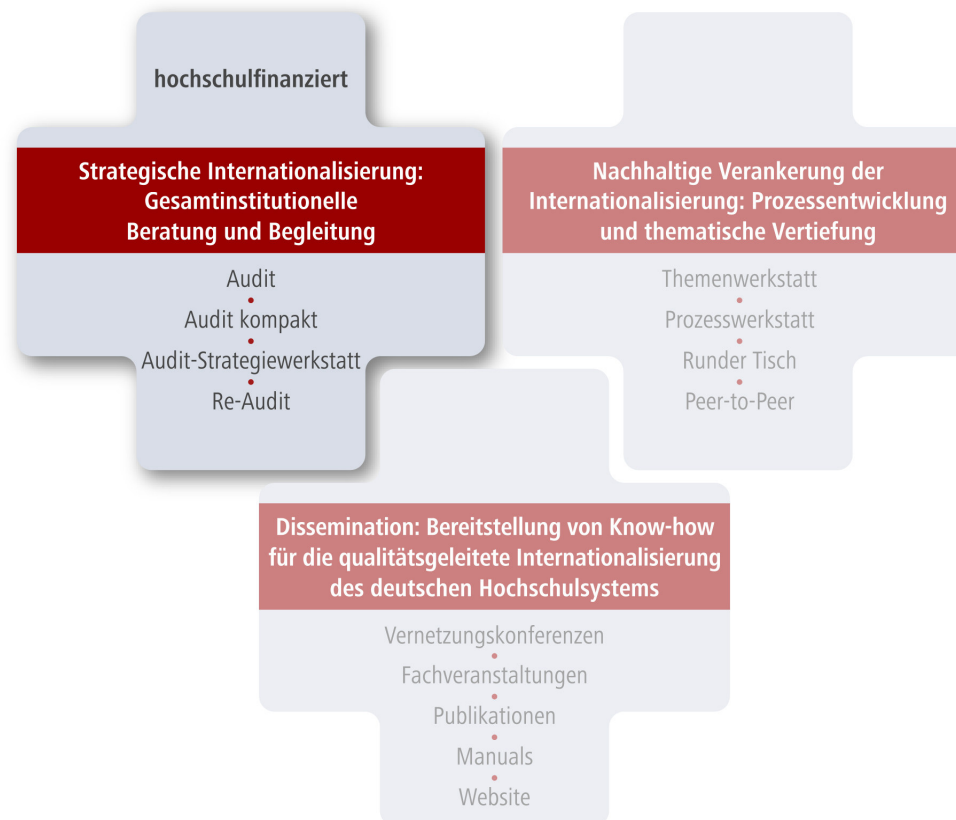 hochschulfinanziert
Strategische Internationalisierung:
Gesamtinstitutionelle
Beratung und Begleitung
Audit
Audit kompakt
Audit-Strategiewerkstatt
Re-Audit
Nachhaltige Verankerung der
Internationalisierung: Prozessentwicklung
und thematische Vertiefung
Themenwerkstatt
Prozesswerkstatt
Runder Tisch
Peer-to-Peer
Dissemination: Bereitstellung von Know-how
für die qualitätsgeleitete Internationalisierung
des deutschen Hochschulsystems
Vernetzungskonferenzen
Fachveranstaltungen
Publikationen
Manuals
Website